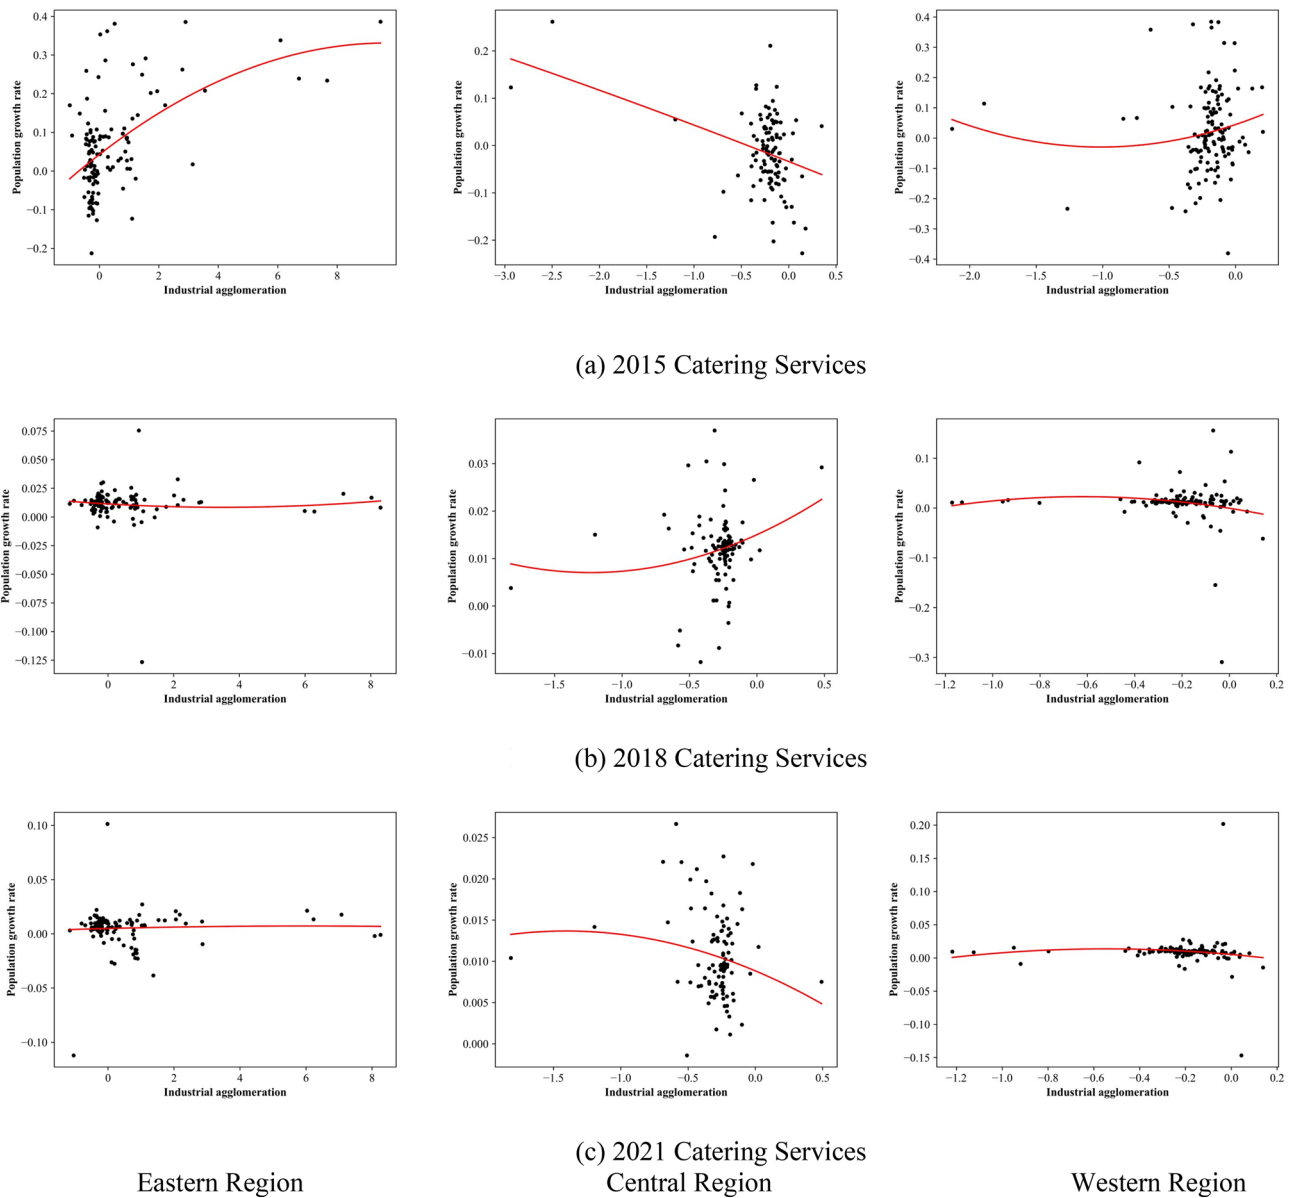 0.4
0.3
0.2
0.1
0.0
−0.1
−0.2
Population growth rate
0 2 4 6 8
Industrial agglomeration
0.2
0.1
0.0
−0.1
−0.2
Population growth rate
−3.0 −2.5 −2.0 −1.5 −1.0 −0.5 0.0 0.5
Industrial agglomeration
0.4
0.3
0.2
0.1
0.0
−0.1
−0.2
−0.3
−0.4
Population growth rate
−2.0 −1.5 −1.0 −0.5 0.0
Industrial agglomeration
(a) 2015 Catering Services
0.075
0.050
0.025
0.000
−0.025
−0.050
−0.075
−0.100
−0.125
Population growth rate
0 2 4 6 8
Industrial agglomeration
0.03
0.02
0.01
0.00
−0.01
Population growth rate
−1.5 −1.0 −0.5 0.0 0.5
Industrial agglomeration
0.1
0.0
−0.1
−0.2
−0.3
Population growth rate
−1.2 −1.0 −0.8 −0.6 −0.4 −0.2 0.0 0.2
Industrial agglomeration
(b) 2018 Catering Services
0.10
0.05
0.00
−0.05
−0.10
Population growth rate
0 2 4 6 8
Industrial agglomeration
0.025
0.020
0.015
0.010
0.005
0.000
Population growth rate
−1.5 −1.0 −0.5 0.0 0.5
Industrial agglomeration
0.20
0.15
0.10
0.05
0.00
−0.05
−0.10
−0.15
Population growth rate
−1.2 −1.0 −0.8 −0.6 −0.4 −0.2 0.0 0.2
Industrial agglomeration
(c) 2021 Catering Services
Eastern Region Central Region Western Region